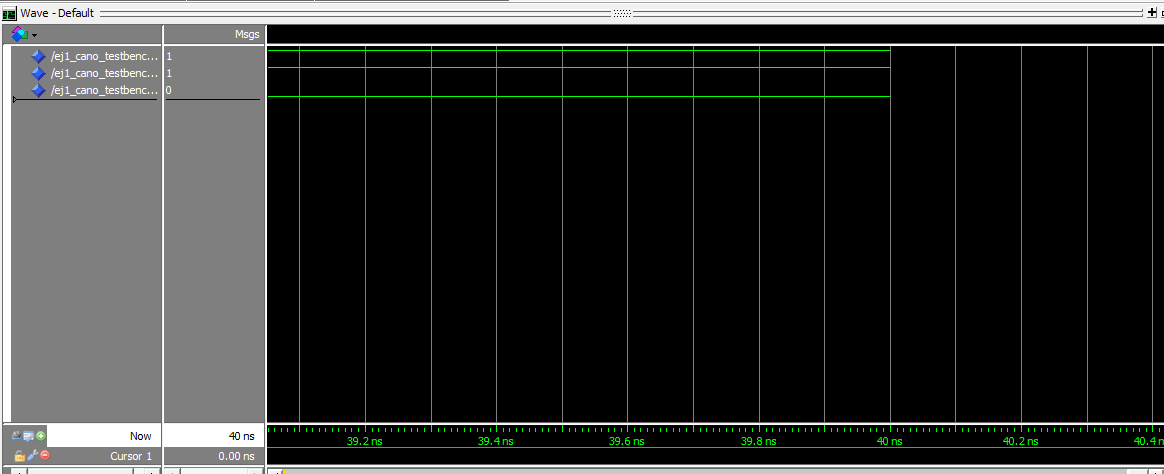 Wave - Default
Msgs
/ej1_cano_testbenc... 1
/ej1_cano_testbenc... 1
/ej1_cano_testbenc... 0
Now 40 ns
Cursor 1 0.00 ns
39.2 ns 39.4 ns 39.6 ns 39.8 ns 40 ns 40.2 ns 40.4 n